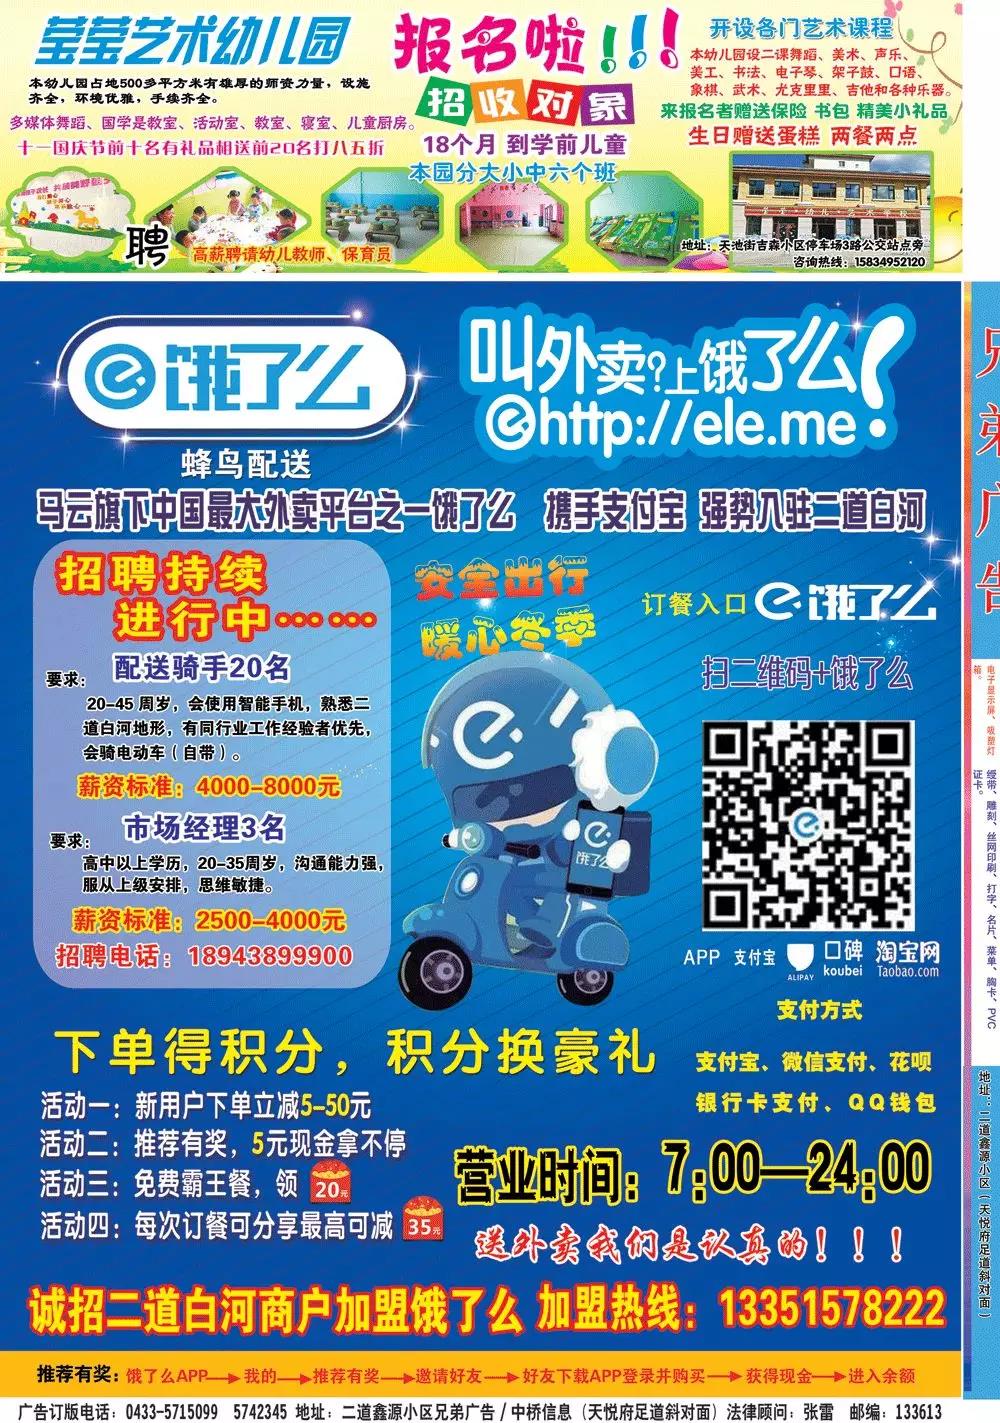 莹莹艺术幼儿园
本幼儿园占地500多平方米有雄厚的师资力量，设施
齐全，环境优雅，手续齐全。
多媒体舞蹈、国学是教室、活动室、教室、寝室、儿童厨房。
十一国庆节前十名有礼品相送前20名打八五折
报名啦!!!
招收对象
18个月 到学前儿童
本园分大小中六个班
开设各门艺术课程
本幼儿园设二课舞蹈、美术、声乐、
美工、书法、电子琴、架子鼓、口语、
象棋、武术、尤克里里、吉他和各种乐器。
来报名者赠送保险 书包 精美小礼品
生日赠送蛋糕 两餐两点
聘
高薪聘请幼儿教师、保育员
地址：天池街吉森小区停车场3路公交站点旁
咨询热线：15834952120
e饿了么
蜂鸟配送
叫外卖?上饿了么!
ehttp://ele.me
马云旗下中国最大外卖平台之一饿了么 携手支付宝 强势入驻二道白河
招聘持续
进行中……
配送骑手20名
要求：
20-45 周岁，会使用智能手机，熟悉二
道白河地形，有同行业工作经验者优先，
会骑电动车（自带）。
薪资标准：4000-8000元
市场经理3名
要求：
高中以上学历，20-35周岁，沟通能力强，
服从上级安排，思维敏捷。
薪资标准：2500-4000元
招聘电话：18943899900
安全出行
暖心冬季
e
e
饿了么
订餐入口 e饿了么
扫二维码+饿了么
e
APP 支付宝 ALIPAY 口碑 koubei 淘宝网 Taobao.com
支付方式
支付宝、微信支付、花呗
银行卡支付、QQ钱包
下单得积分，积分换豪礼
活动一：新用户下单立减5-50元
活动二：推荐有奖，5元现金拿不停
活动三：免费霸王餐，领 20元
活动四：每次订餐可分享最高可减 35元
营业时间：7:00—24:00
送外卖我们是认真的！！！
诚招二道白河商户加盟饿了么 加盟热线：13351578222
推荐有奖：饿了么APP→我的→推荐有奖→邀请好友→好友下载APP登录并购买→获得现金→进入余额
广告订版电话：0433-5715099 5742345 地址：二道鑫源小区兄弟广告/中桥信息（天悦府足道斜对面）法律顾问：张雷 邮编：133613
兄弟广告
电子显示屏、吸塑灯
箱。
绶带、雕刻、丝网印刷、打字、名片、菜单、胸卡、PVC
证卡。
地址：二道鑫源小区（天悦府足道斜对面）